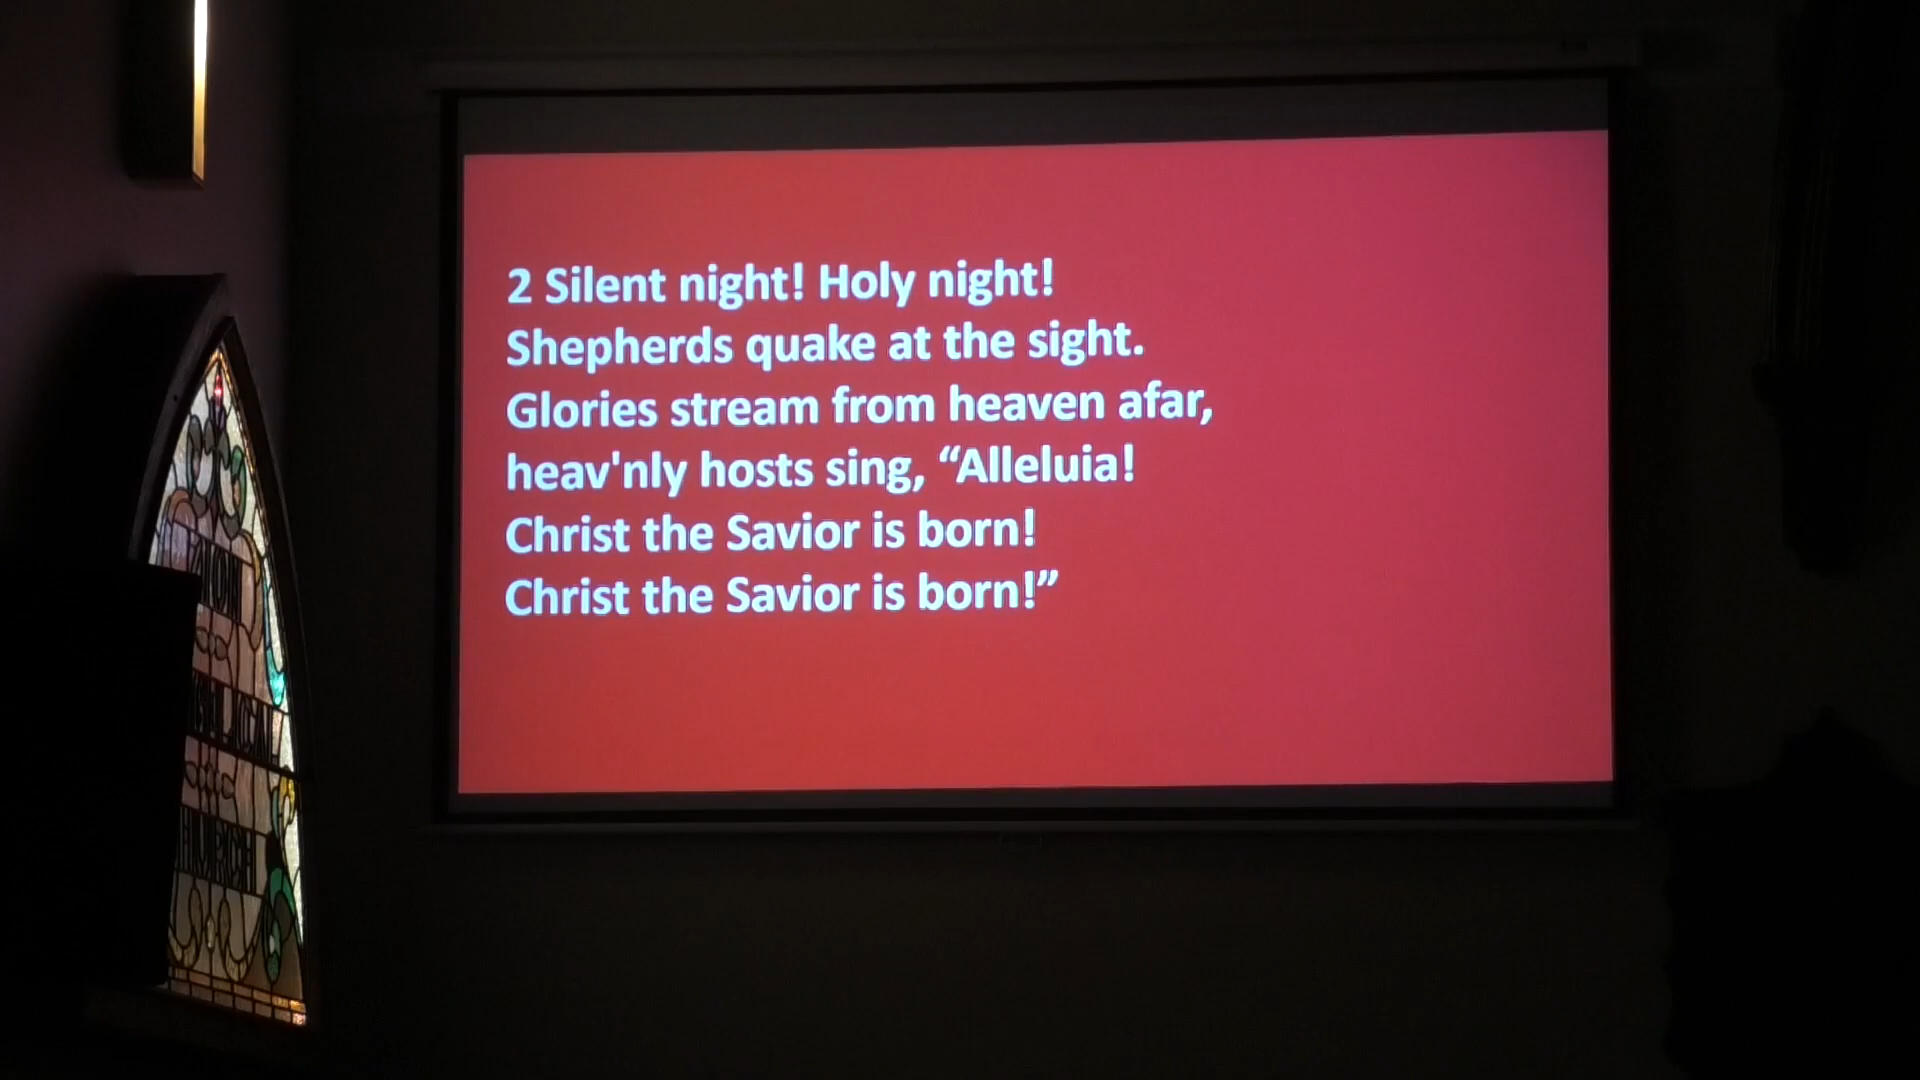 2 Silent night! Holy night!
Shepherds quake at the sight.
Glories stream from heaven afar,
heav'nly hosts sing, “Alleluia!
Christ the Savior is born!
Christ the Savior is born!”